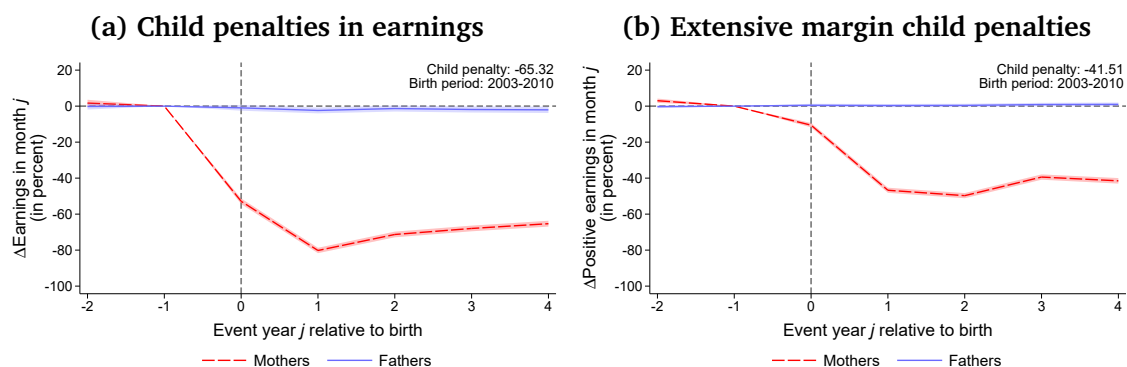 (a) Child penalties in earnings
Child penalty: -65.32
Birth period: 2003-2010
ΔEarnings in month j
(in percent)
20
0
-20
-40
-60
-80
-100
-2
-1
0
1
2
3
4
Event year j relative to birth
Mothers
Fathers
(b) Extensive margin child penalties
Child penalty: -41.51
Birth period: 2003-2010
ΔPositive earnings in month j
(in percent)
20
0
-20
-40
-60
-80
-100
-2
-1
0
1
2
3
4
Event year j relative to birth
Mothers
Fathers